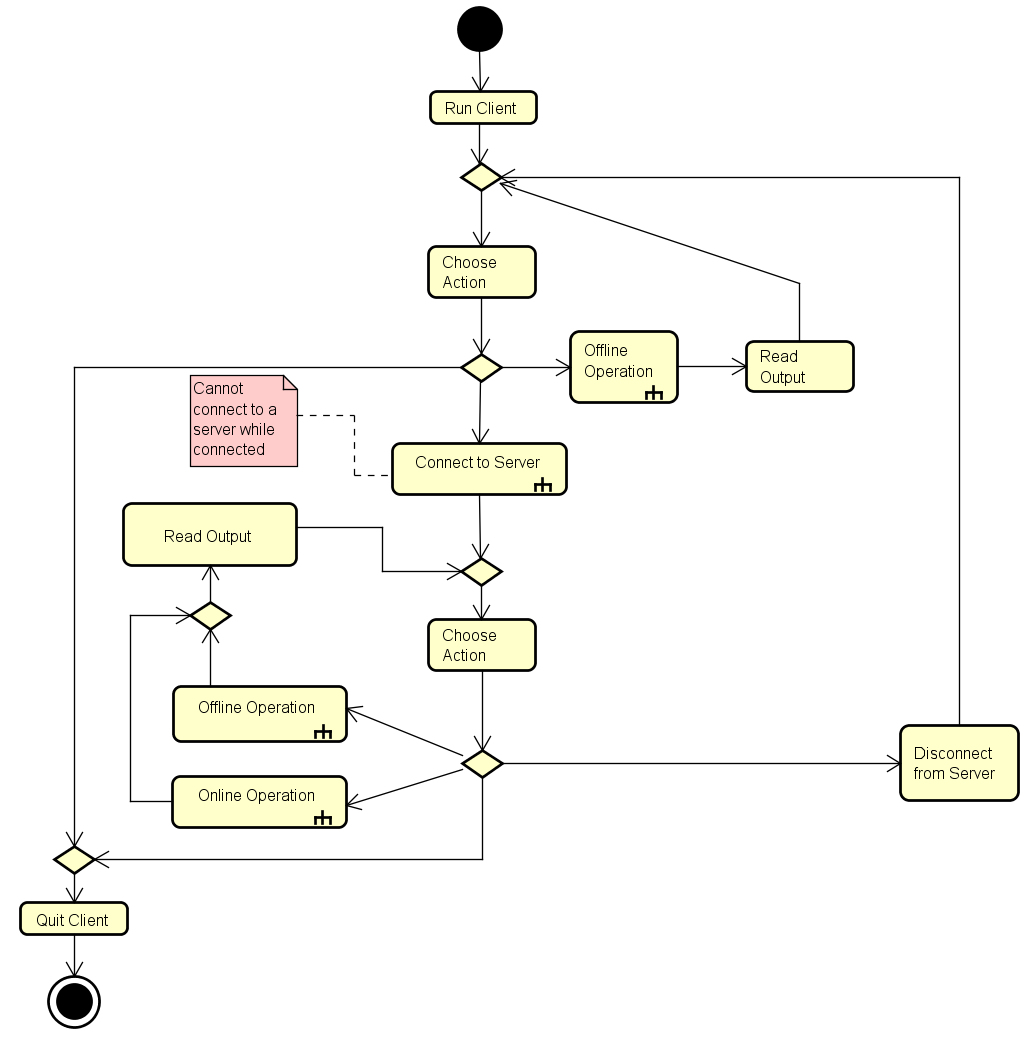 Run Client
Choose
Action
Offline
Operation
Read
Output
Cannot
connect to a
server while
connected
Connect to Server
Read Output
Choose
Action
Offline Operation
Online Operation
Disconnect
from Server
Quit Client